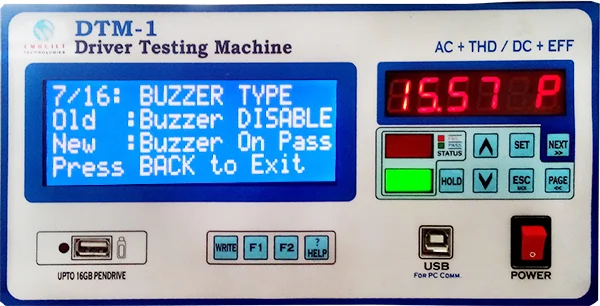 DTM-1
Driver Testing Machine
AC + THD / DC + EFF
7/16: BUZZER TYPE
Old :Buzzer DISABLE
New :Buzzer On Pass
Press BACK to Exit
15.57 P
STATUS
SET
NEXT
>>
HOLD
ESC
BACK
PAGE
<<
UPTO 16GB PENDRIVE
WRITE
F1
F2
?
HELP
USB
FOR PC COMM.
POWER